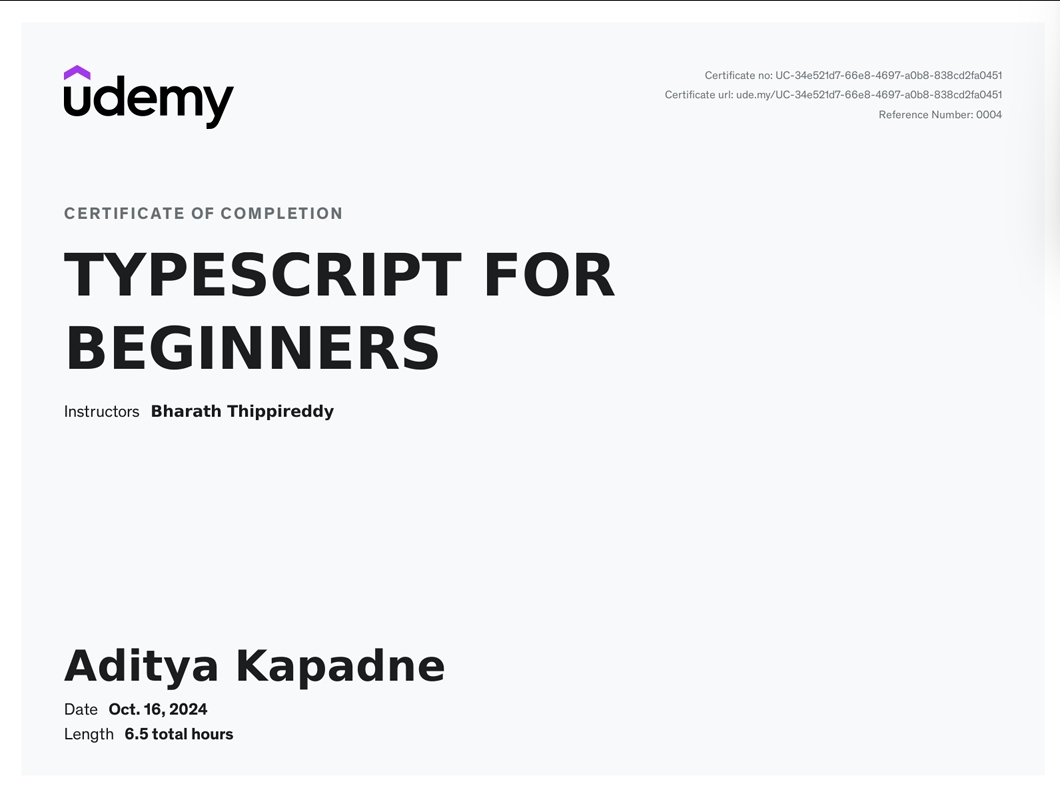 udemy
Certificate no: UC-34e521d7-66e8-4697-a0b8-838cd2fa0451
Certificate url: ude.my/UC-34e521d7-66e8-4697-a0b8-838cd2fa0451
Reference Number: 0004
CERTIFICATE OF COMPLETION
TYPESCRIPT FOR
BEGINNERS
Instructors Bharath Thippireddy
Aditya Kapadne
Date Oct. 16, 2024
Length 6.5 total hours